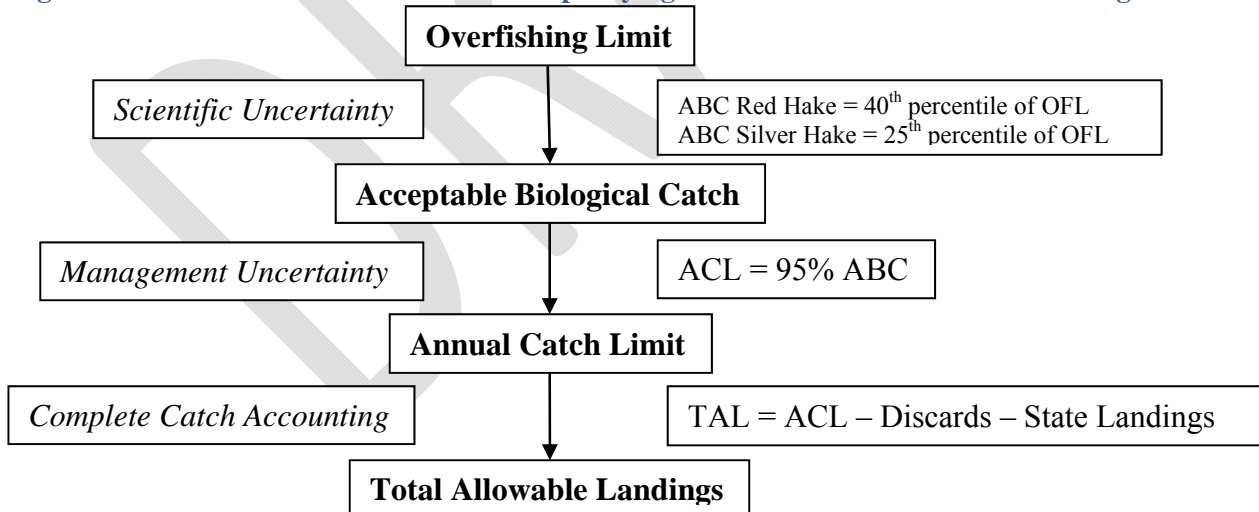 Overfishing Limit
Scientific Uncertainty
ABC Red Hake = 40th percentile of OFL
ABC Silver Hake = 25th percentile of OFL
Acceptable Biological Catch
Management Uncertainty
ACL = 95% ABC
Annual Catch Limit
Complete Catch Accounting
TAL = ACL – Discards – State Landings
Total Allowable Landings